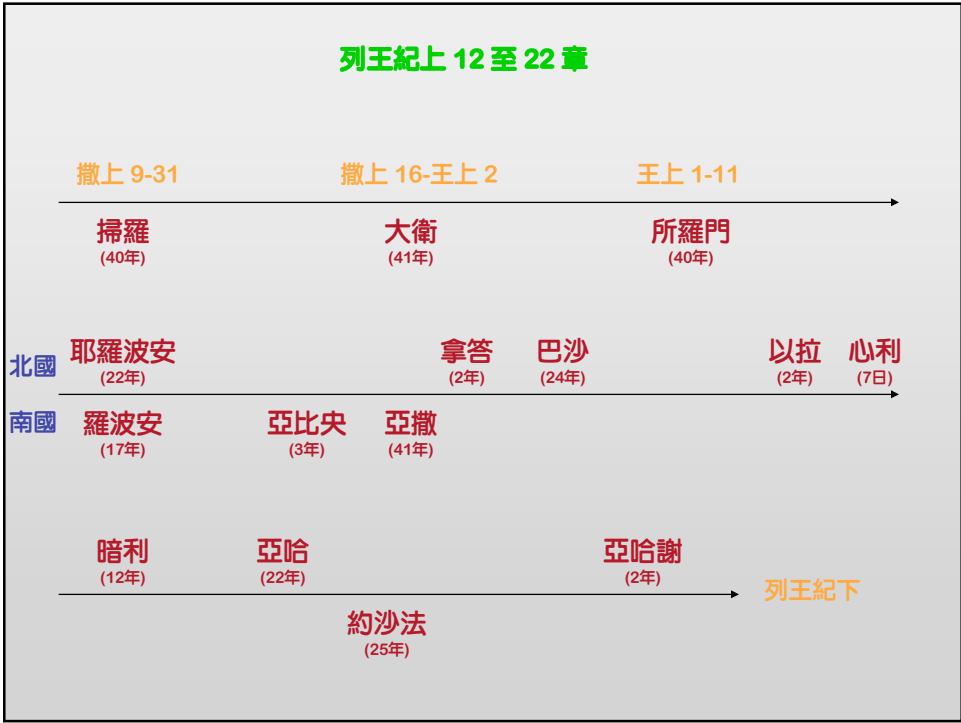 列王紀上 12 至 22 章
撒上 9-31 撒上 16-王上 2 王上 1-11
掃羅 大衛 所羅門
(40年) (41年) (40年)
北國 耶羅波安 拿答 巴沙 以拉 心利
(22年) (2年) (24年) (2年) (7日)
南國 羅波安 亞比央 亞撒
(17年) (3年) (41年)
暗利 亞哈 亞哈謝
(12年) (22年) (2年)
列王紀下
約沙法
(25年)